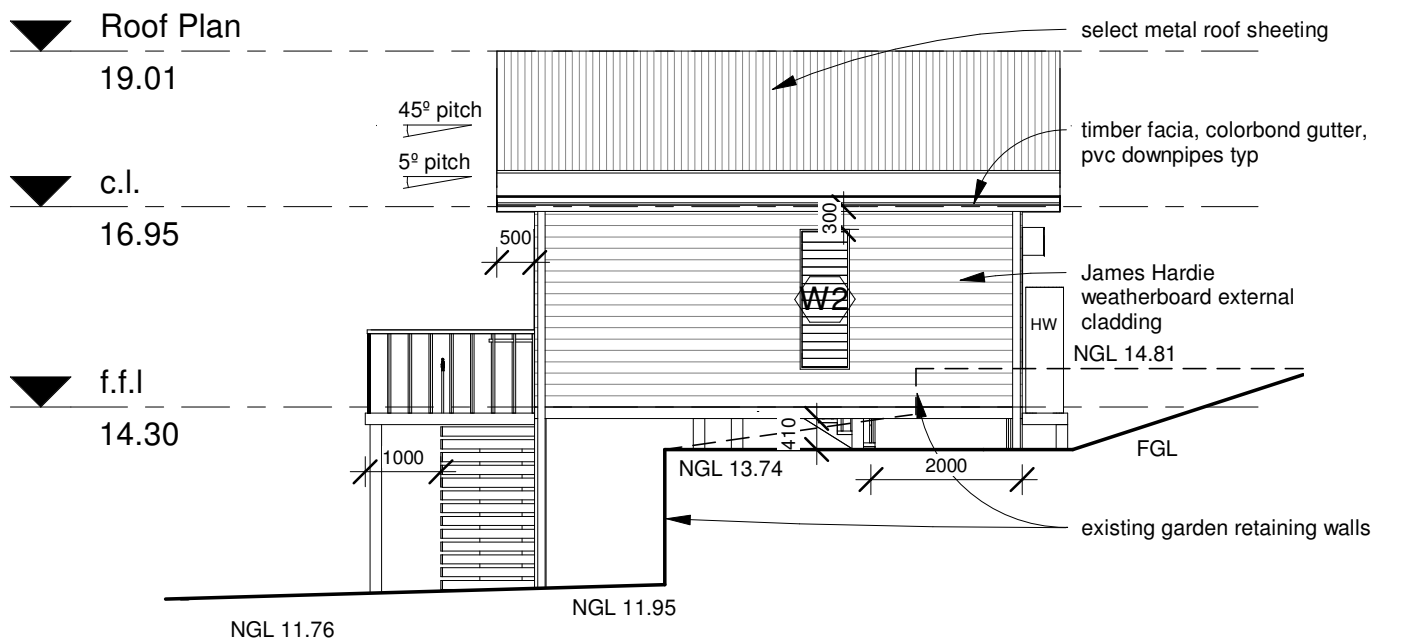 Roof Plan
19.01
select metal roof sheeting
45º pitch
timber facia, colorbond gutter,
pvc downpipes typ
5º pitch
c.l.
16.95
300
500
James Hardie
weatherboard external
cladding
W2
HW
NGL 14.81
f.f.l
14.30
410
FGL
1000
NGL 13.74
2000
existing garden retaining walls
NGL 11.95
NGL 11.76